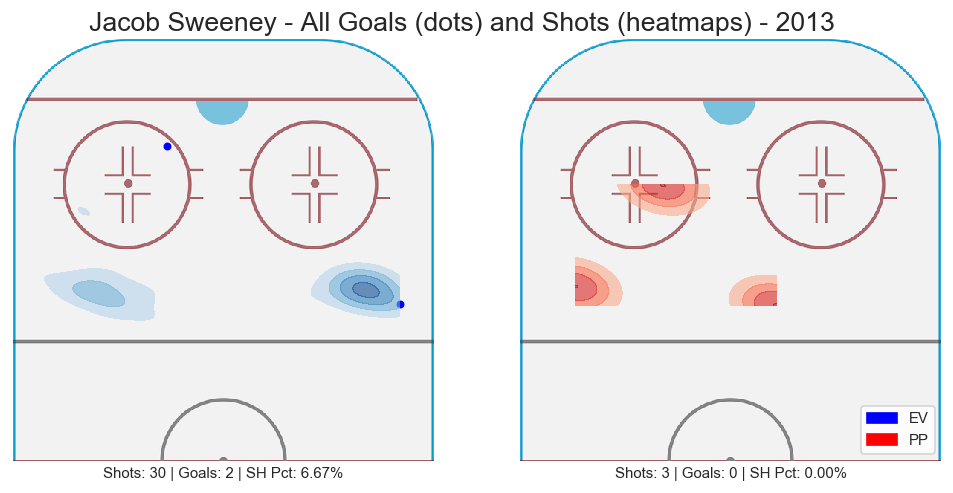 Jacob Sweeney - All Goals (dots) and Shots (heatmaps) - 2013
EV
PP
Shots: 30 | Goals: 2 | SH Pct: 6.67%
Shots: 3 | Goals: 0 | SH Pct: 0.00%